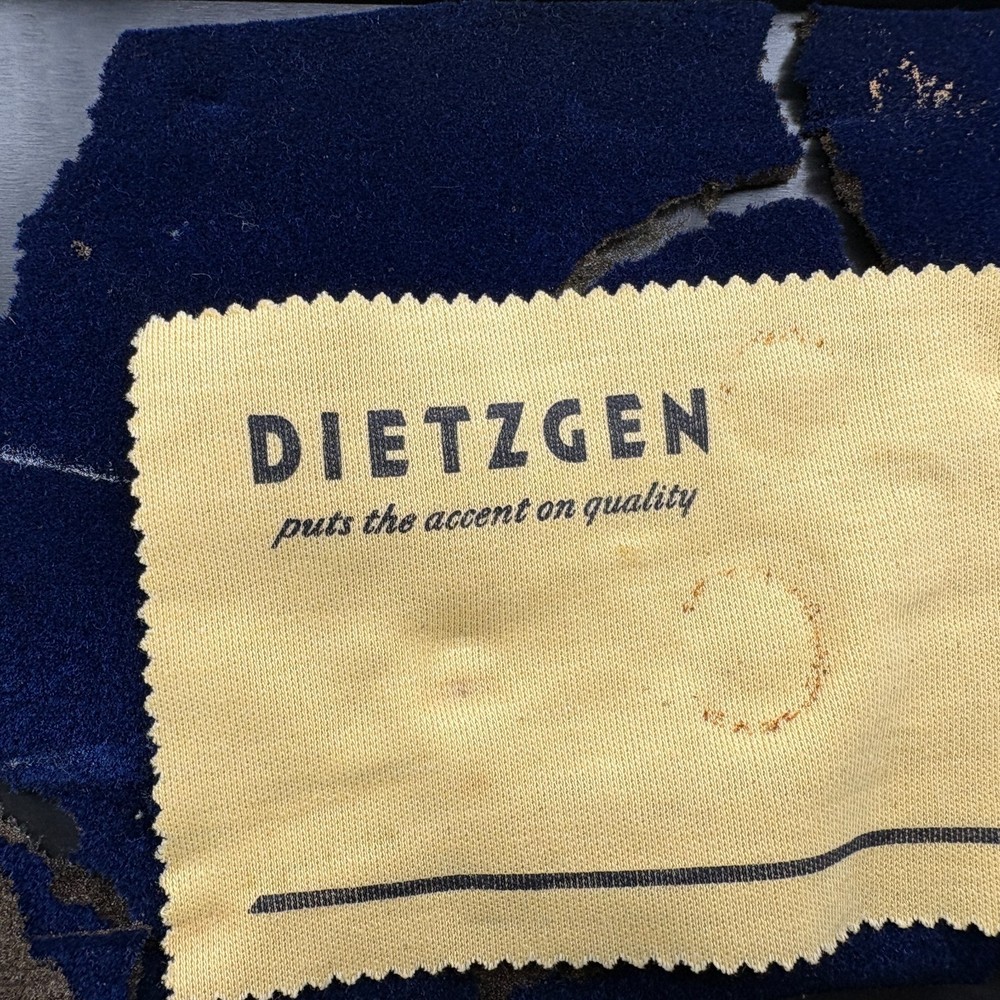 DIETZGEN
puts the accent on quality